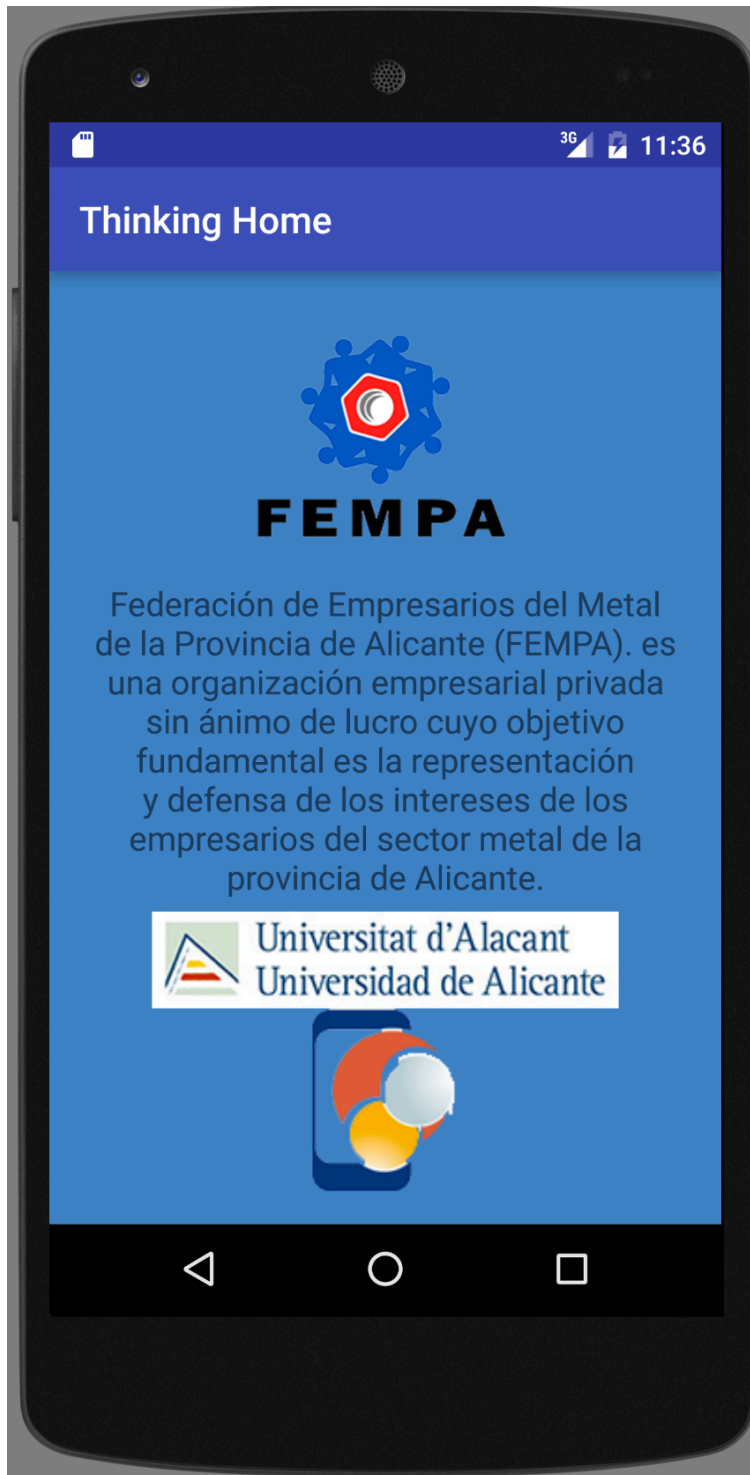 3G 11:36
Thinking Home
FEMPA
Federación de Empresarios del Metal
de la Provincia de Alicante (FEMPA). es
una organización empresarial privada
sin ánimo de lucro cuyo objetivo
fundamental es la representación
y defensa de los intereses de los
empresarios del sector metal de la
provincia de Alicante.
Universitat d'Alacant
Universidad de Alicante